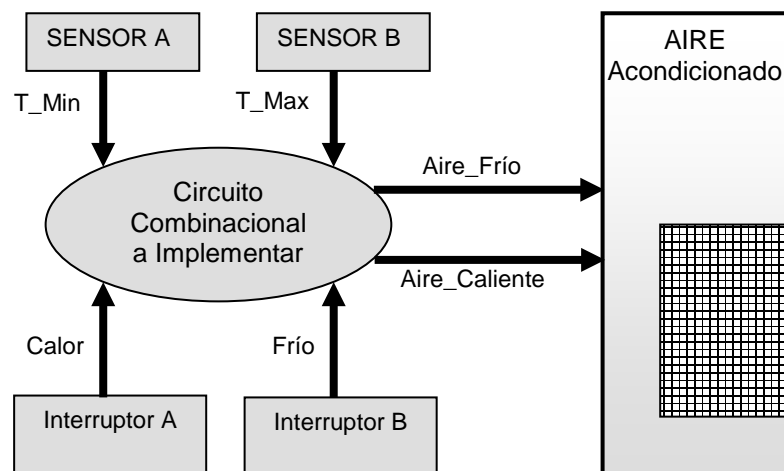 SENSOR A
SENSOR B
AIRE
Acondicionado
T_Min
T_Max
Circuito
Combinacional
a Implementar
Aire_Frío
Aire_Caliente
Calor
Frío
Interruptor A
Interruptor B